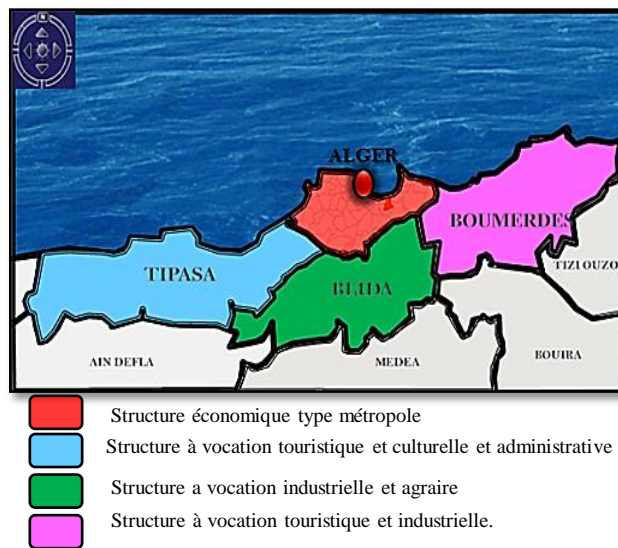 N
ALGER
BOUMERDES
TIZI OUZO
TIPASA
BLIDA
AIN DEFLA
MEDEA
BOUIRA
Structure économique type métropole
Structure à vocation touristique et culturelle et administrative
Structure a vocation industrielle et agraire
Structure à vocation touristique et industrielle.